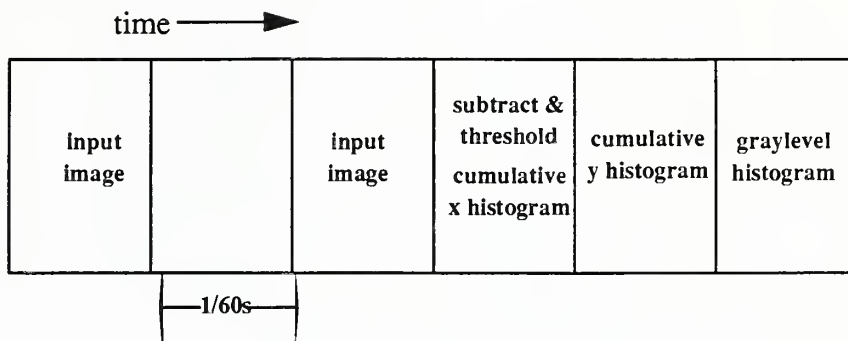 time
input
image
input
image
subtract &
threshold
cumulative
x histogram
cumulative
y histogram
graylevel
histogram
1/60s